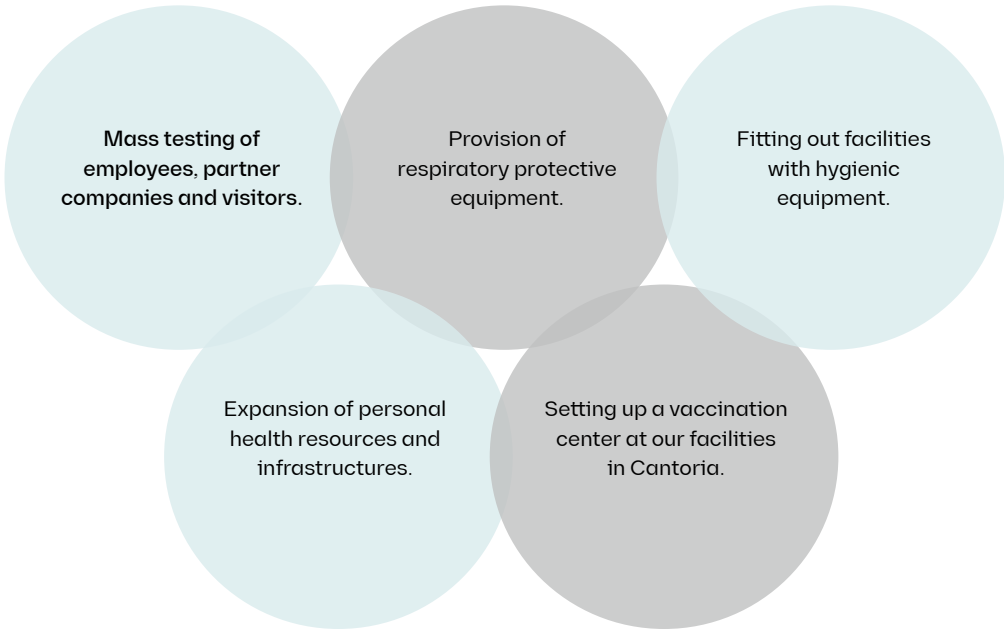 Mass testing of
employees, partner
companies and visitors.
Provision of
respiratory protective
equipment.
Fitting out facilities
with hygienic
equipment.
Expansion of personal
health resources and
infrastructures.
Setting up a vaccination
center at our facilities
in Cantoria.